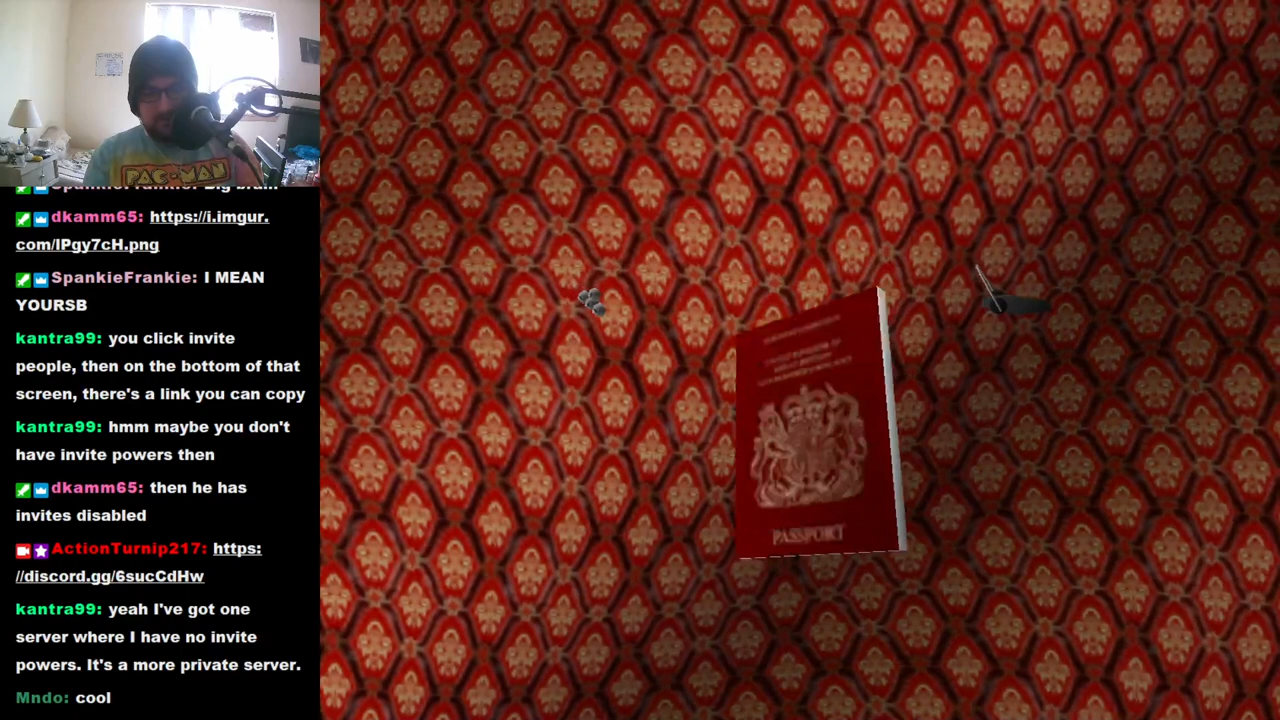 PAC-MAN
dkamm65: https://i.imgur.
com/lPgy7cH.png
SpankieFrankie: I MEAN
YOURSB
kantra99: you click invite
people, then on the bottom of that
screen, there's a link you can copy
kantra99: hmm maybe you don't
have invite powers then
dkamm65: then he has
invites disabled
ActionTurnip217: https:
//discord.gg/6sucCdHw
kantra99: yeah I've got one
server where I have no invite
powers. It's a more private server.
Mndo: cool
PASSPORT